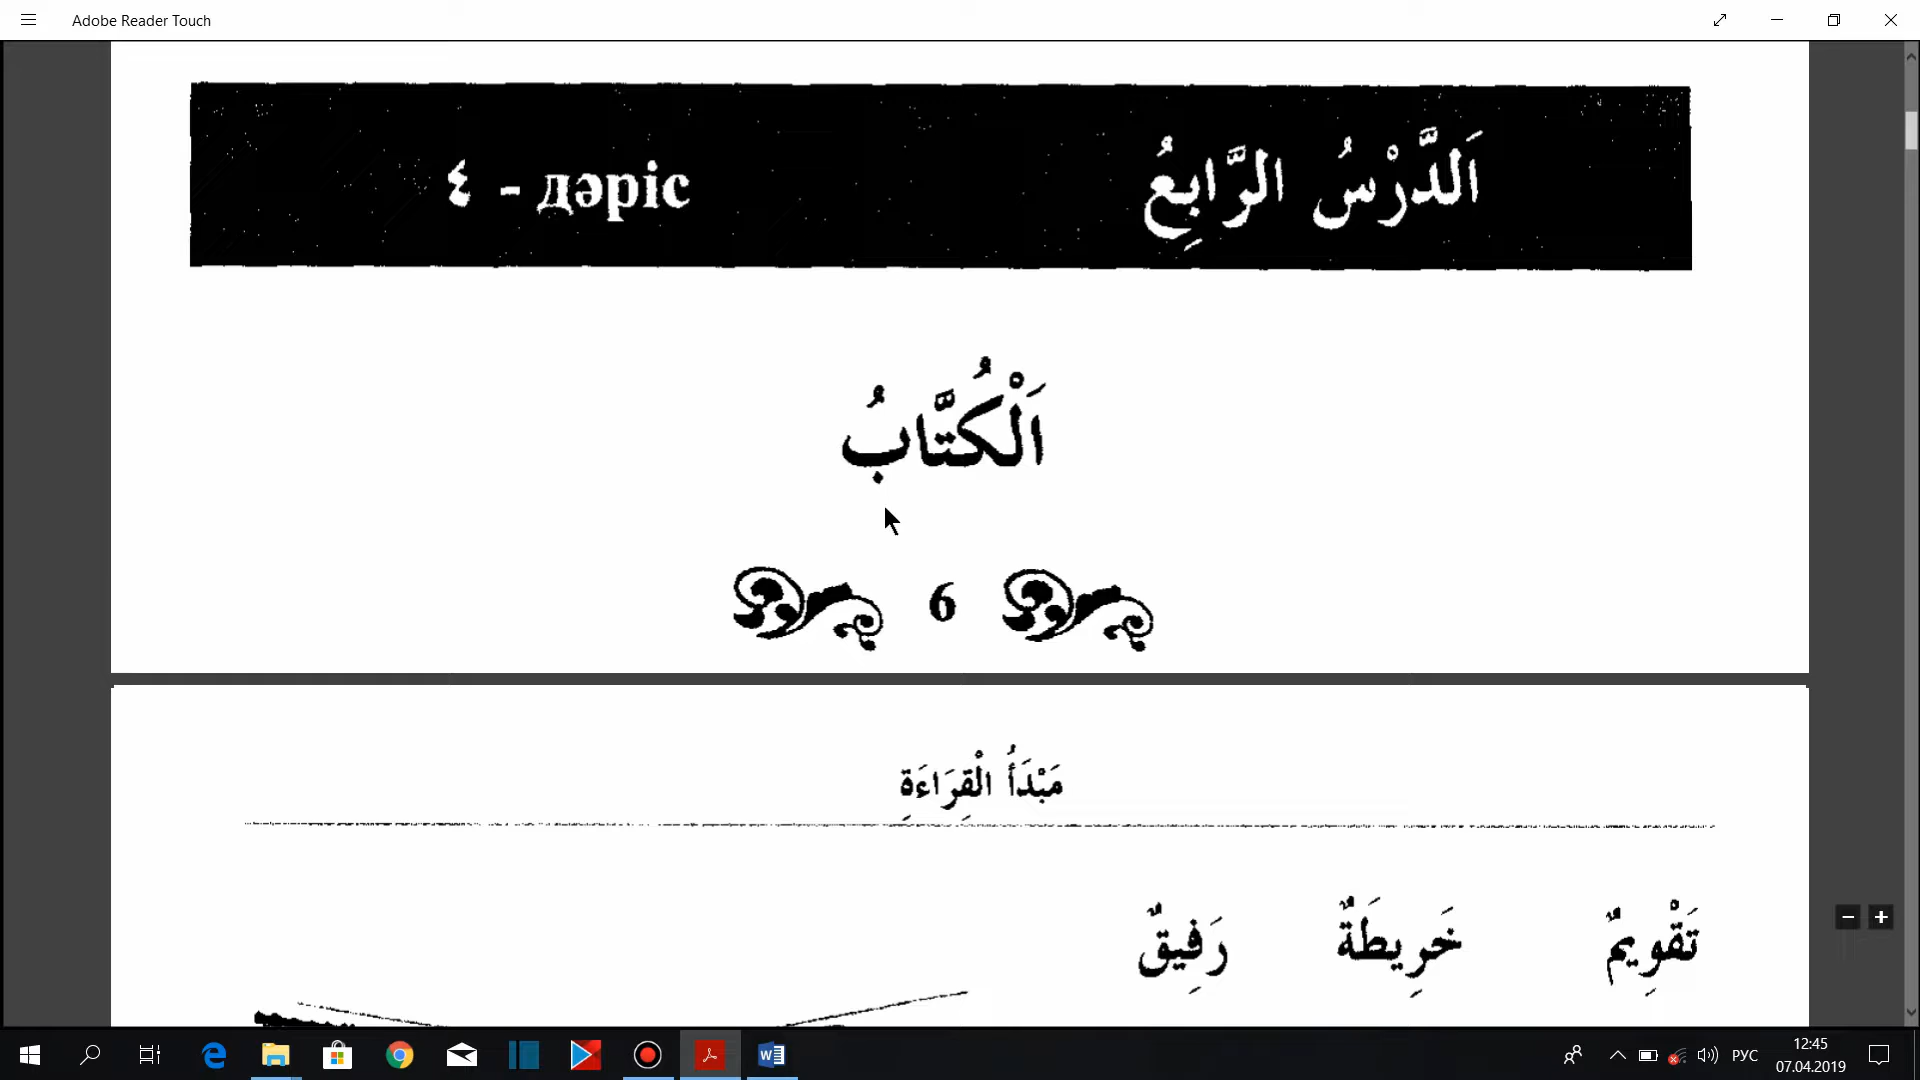 Adobe Reader Touch
اَلدَّرْسُ الرَّابِعُ ٤ - дәріс
اَلْكُتَّابُ
6
مَبْدَأُ الْقِرَاءَةِ
تَقْوِيمٌ خَرِيطَةٌ رَفِيقٌ
РУС
12:45
07.04.2019